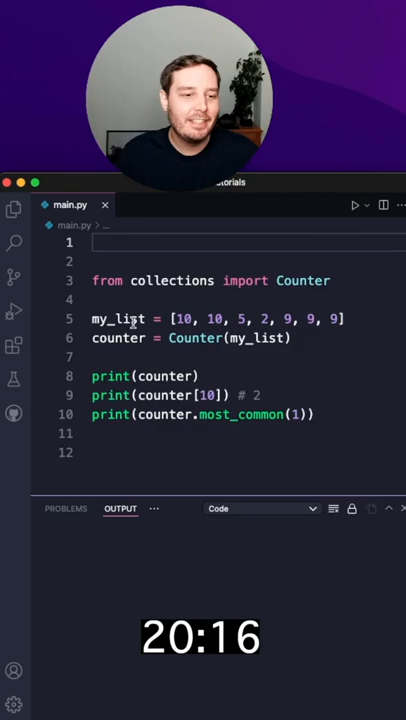 torials
main.py
main.py > ...
1
2
3 from collections import Counter
4
5 my_list = [10, 10, 5, 2, 9, 9, 9]
6 counter = Counter(my_list)
7
8 print(counter)
9 print(counter[10]) # 2
10 print(counter.most_common(1))
11
12
PROBLEMS OUTPUT ... Code
20:16